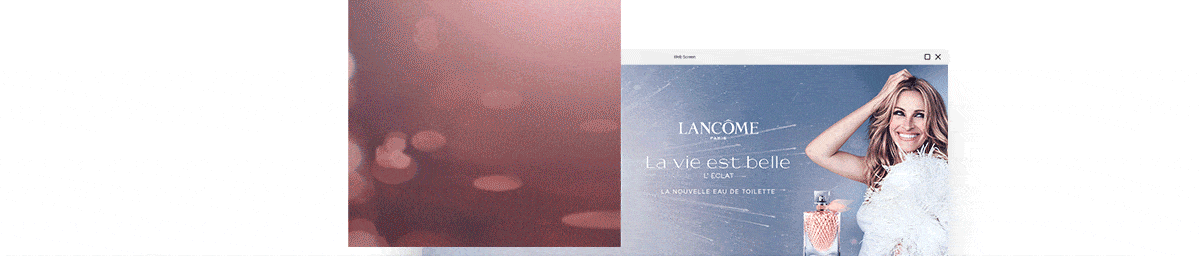 Web Screen
LANCÔME
PARIS
La vie est belle
L'ÉCLAT
LA NOUVELLE EAU DE TOILETTE